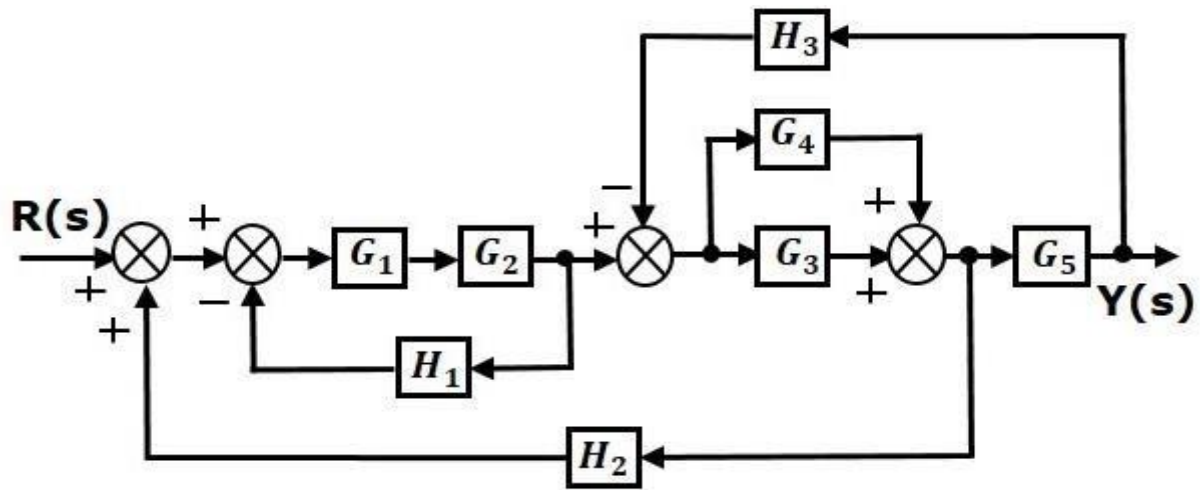 H₃
G₄
−
R(s) + + + G₁ G₂ G₃ G₅
+ − + Y(s)
+
H₁
H₂